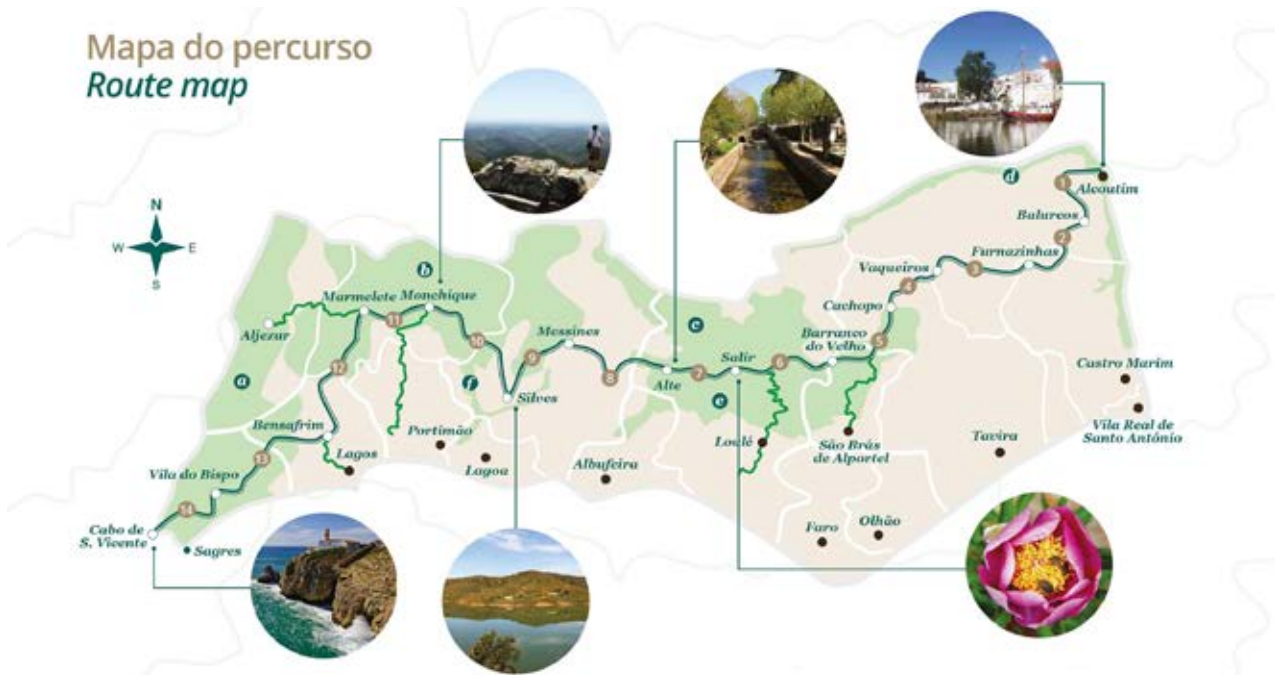 Mapa do percurso
Route map
N
W
E
S
a
b
c
d
e
f
1
2
3
4
5
6
7
8
9
10
11
12
13
14
Alcoutim
Balurcos
Furnazinhas
Vaqueiros
Cachopo
Barranco
do Velho
Salir
Alte
Messines
Silves
Monchique
Marmelete
Aljezur
Bensafrim
Vila do Bispo
Cabo de
S. Vicente
Sagres
Lagos
Portimão
Lagoa
Albufeira
Loulé
São Brás
de Alportel
Faro
Olhão
Tavira
Castro Marim
Vila Real de
Santo António
e